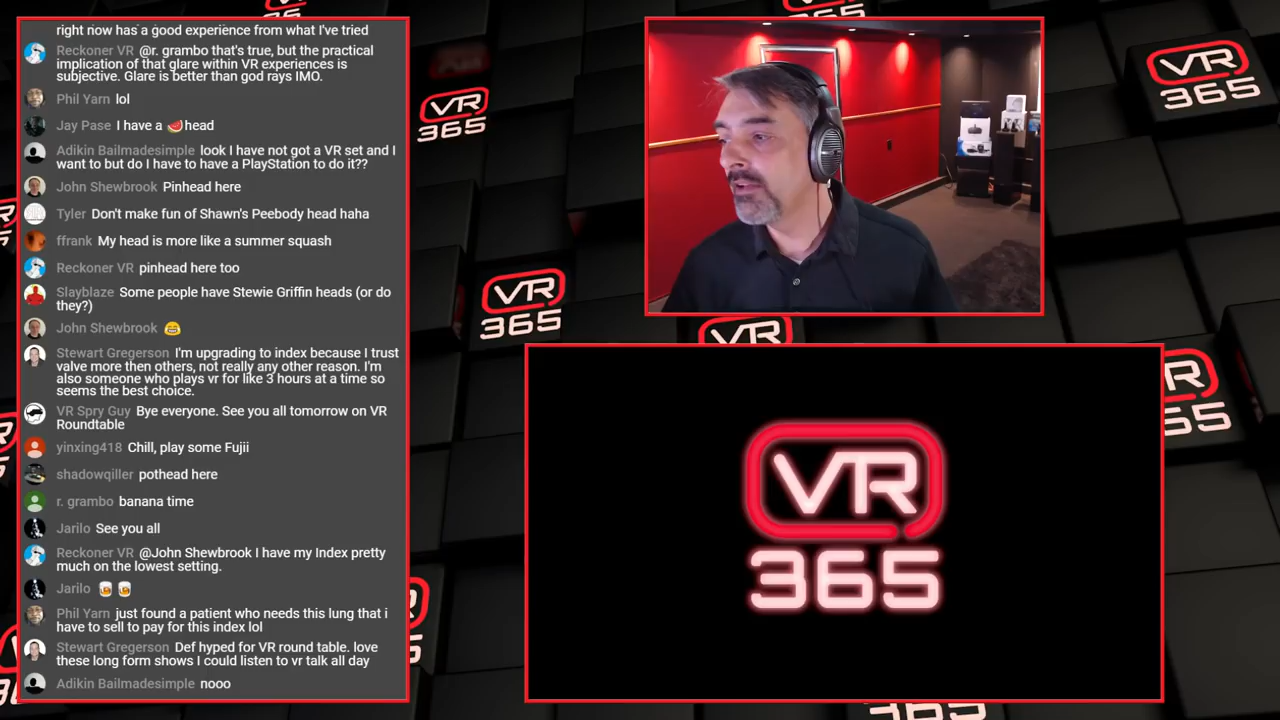 right now has a good experience from what I've tried
Reckoner VR @r. grambo that's true, but the practical
implication of that glare within VR experiences is
subjective. Glare is better than god rays IMO.
Phil Yarn lol
Jay Pase I have a 🍉head
Adikin Bailmadesimple look I have not got a VR set and I
want to but do I have to have a PlayStation to do it??
John Shewbrook Pinhead here
Tyler Don't make fun of Shawn's Peebody head haha
ffrank My head is more like a summer squash
Reckoner VR pinhead here too
Slayblaze Some people have Stewie Griffin heads (or do
they?)
John Shewbrook 😂
Stewart Gregerson I'm upgrading to index because I trust
valve more then others, not really any other reason. I'm
also someone who plays vr for like 3 hours at a time so
seems the best choice.
VR Spry Guy Bye everyone. See you all tomorrow on VR
Roundtable
yinxing418 Chill, play some Fujii
shadowqiller pothead here
r. grambo banana time
Jarilo See you all
Reckoner VR @John Shewbrook I have my Index pretty
much on the lowest setting.
Jarilo 🥃🥃
Phil Yarn just found a patient who needs this lung that i
have to sell to pay for this index lol
Stewart Gregerson Def hyped for VR round table. love
these long form shows I could listen to vr talk all day
Adikin Bailmadesimple nooo
VR
365
VR
365
VR
365
VR
VR
365
365